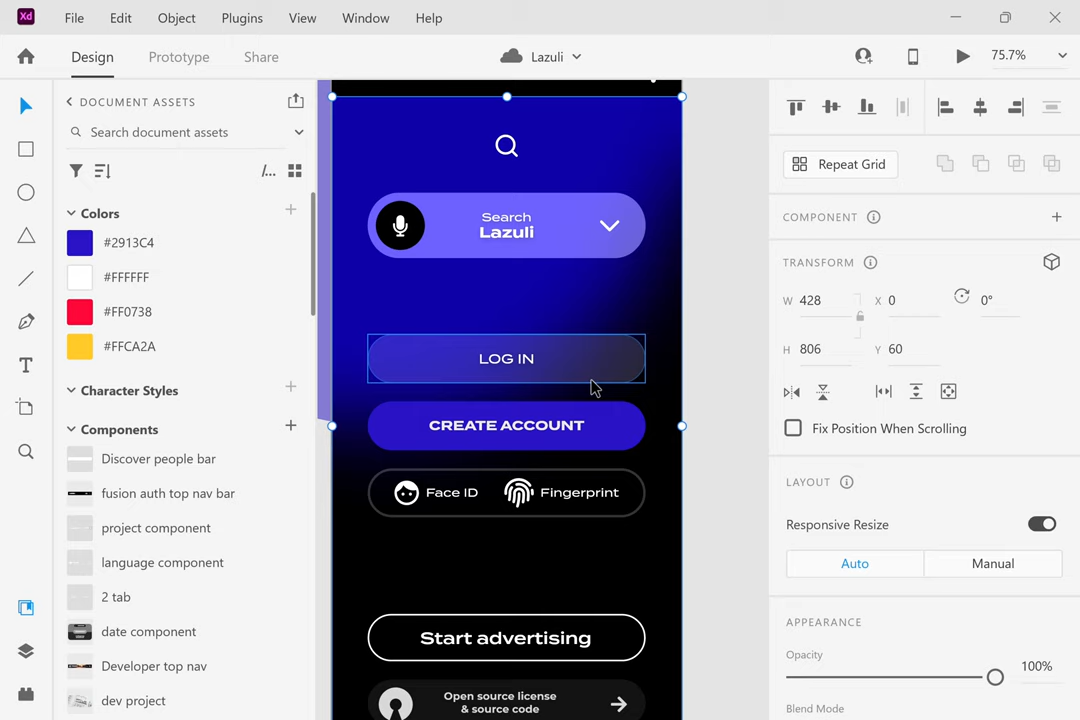 Xd File Edit Object Plugins View Window Help
Design Prototype Share Lazuli 75.7%
DOCUMENT ASSETS
Search document assets
/...
Colors
#2913C4
#FFFFFF
#FF0738
#FFCA2A
Character Styles
Components
Discover people bar
fusion auth top nav bar
project component
language component
2 tab
date component
Developer top nav
dev project
Search
Lazuli
LOG IN
CREATE ACCOUNT
Face ID Fingerprint
Start advertising
Open source license
& source code
Repeat Grid
COMPONENT
TRANSFORM
W 428 X 0 0°
H 806 Y 60
Fix Position When Scrolling
LAYOUT
Responsive Resize
Auto Manual
APPEARANCE
Opacity
100%
Blend Mode